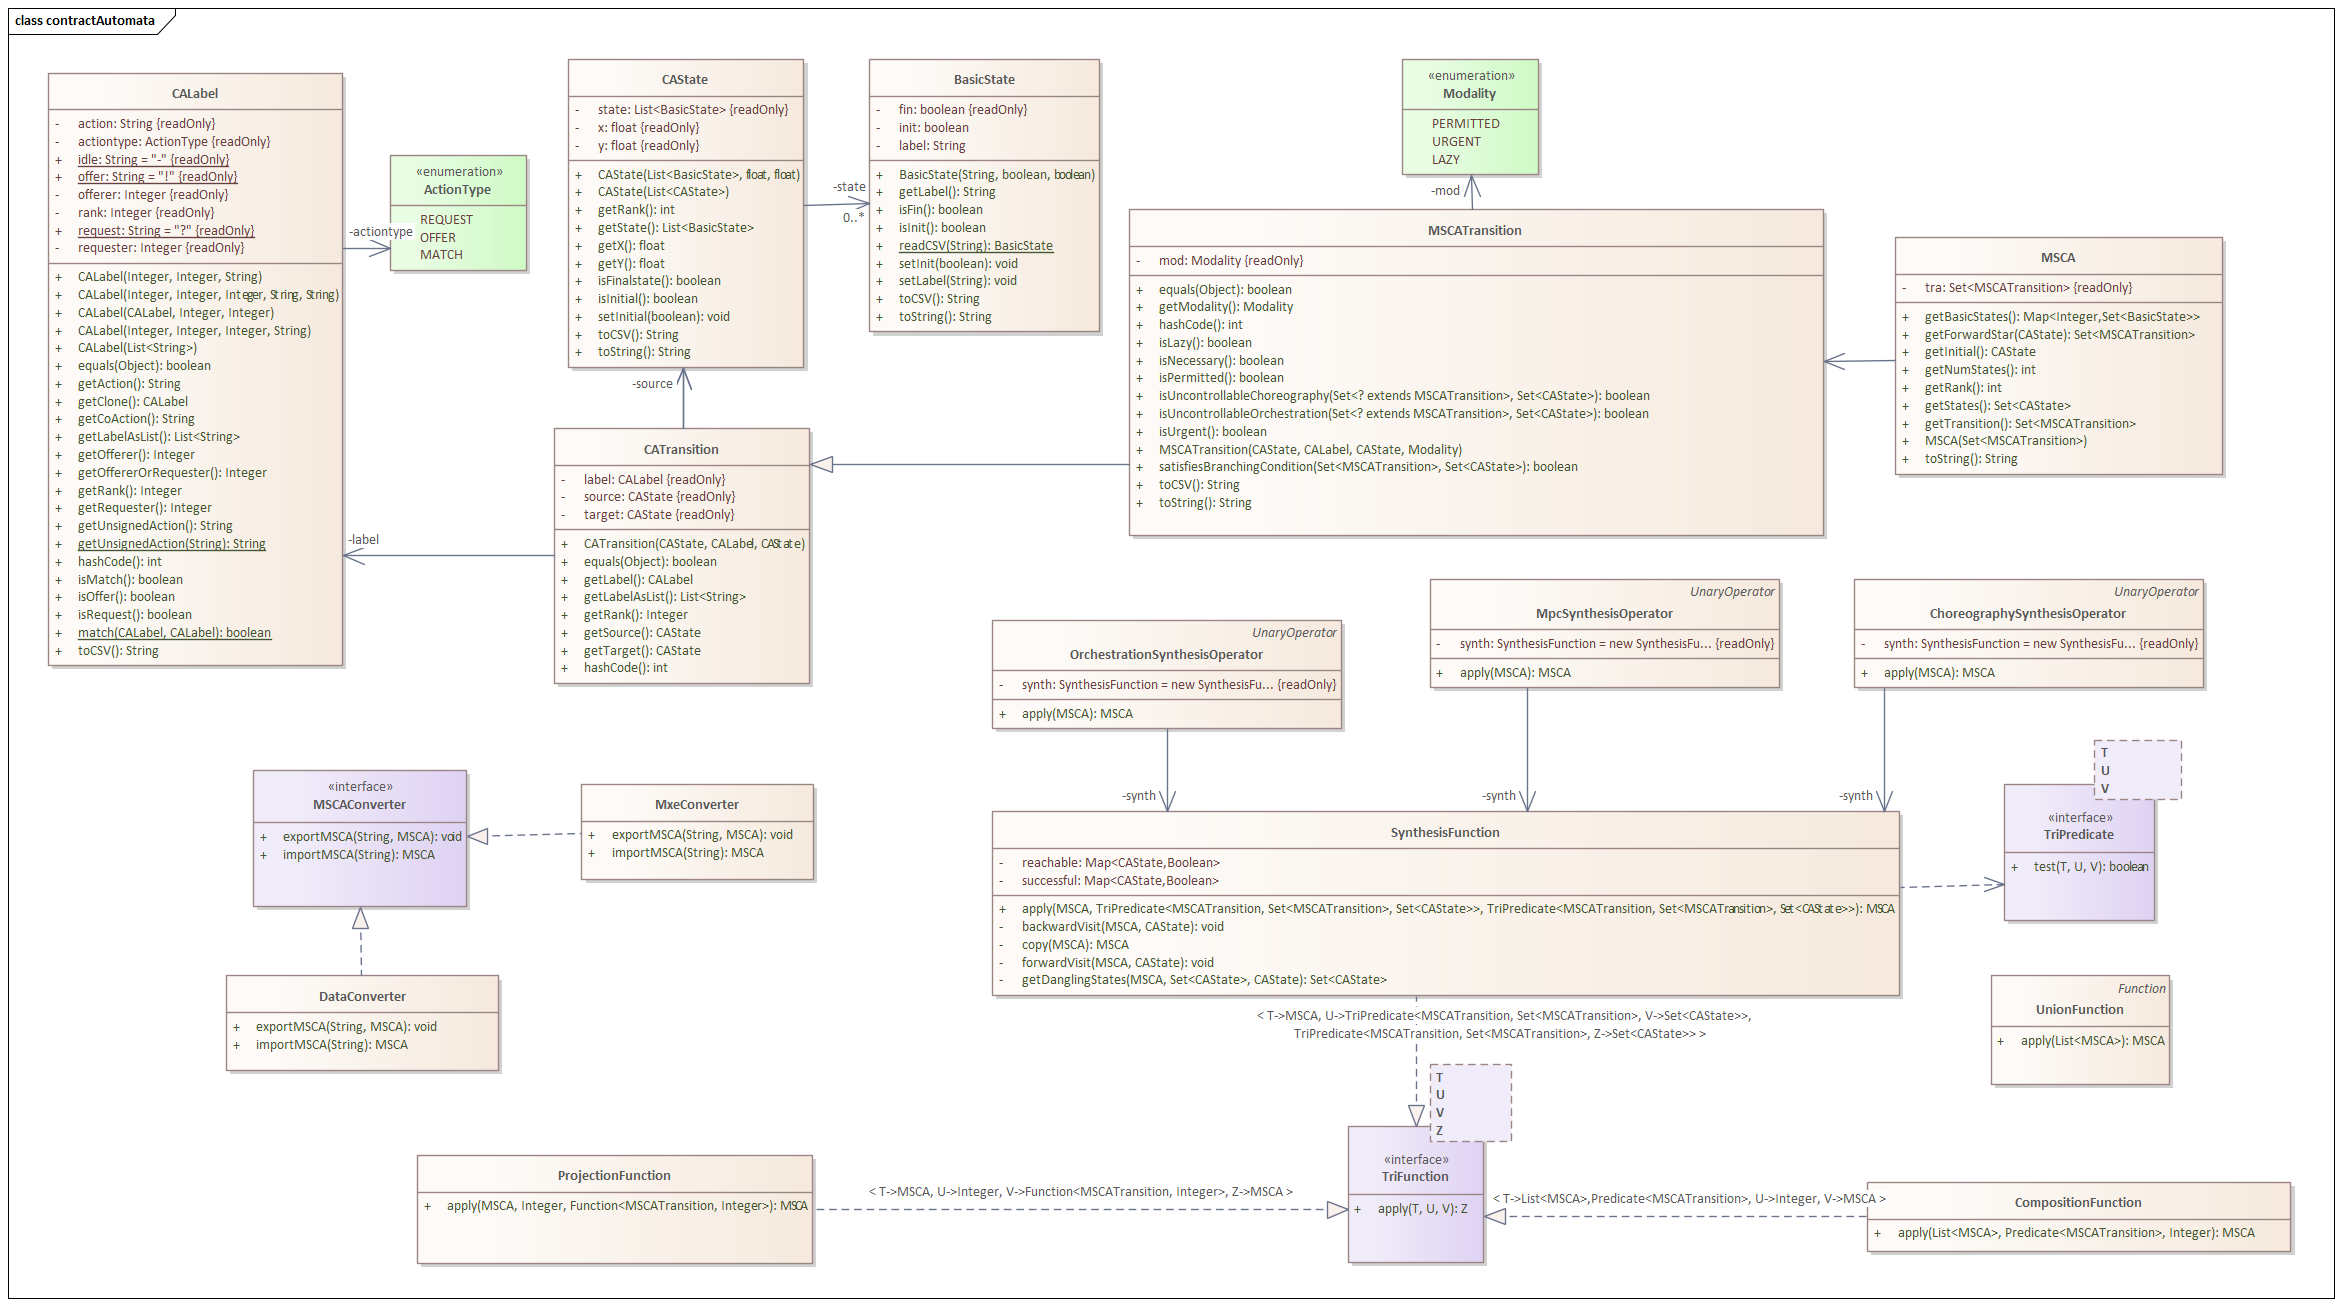 class contractAutomata
CALabel
- action: String {readOnly}
- actiontype: ActionType {readOnly}
+ idle: String = "-" {readOnly}
+ offer: String = "!" {readOnly}
- offerer: Integer {readOnly}
- rank: Integer {readOnly}
+ request: String = "?" {readOnly}
- requester: Integer {readOnly}
+ CALabel(Integer, Integer, String)
+ CALabel(Integer, Integer, Integer, String, String)
+ CALabel(CALabel, Integer, Integer)
+ CALabel(Integer, Integer, Integer, String)
+ CALabel(List<String>)
+ equals(Object): boolean
+ getAction(): String
+ getClone(): CALabel
+ getCoAction(): String
+ getLabelAsList(): List<String>
+ getOfferer(): Integer
+ getOffererOrRequester(): Integer
+ getRank(): Integer
+ getRequester(): Integer
+ getUnsignedAction(): String
+ getUnsignedAction(String): String
+ hashCode(): int
+ isMatch(): boolean
+ isOffer(): boolean
+ isRequest(): boolean
+ match(CALabel, CALabel): boolean
+ toCSV(): String
-actiontype
«enumeration»
ActionType
REQUEST
OFFER
MATCH
CAState
- state: List<BasicState> {readOnly}
- x: float {readOnly}
- y: float {readOnly}
+ CAState(List<BasicState>, float, float)
+ CAState(List<CAState>)
+ getRank(): int
+ getState(): List<BasicState>
+ getX(): float
+ getY(): float
+ isFinalstate(): boolean
+ isInitial(): boolean
+ setInitial(boolean): void
+ toCSV(): String
+ toString(): String
-state
0..*
BasicState
- fin: boolean {readOnly}
- init: boolean
- label: String
+ BasicState(String, boolean, boolean)
+ getLabel(): String
+ isFin(): boolean
+ isInit(): boolean
+ readCSV(String): BasicState
+ setInit(boolean): void
+ setLabel(String): void
+ toCSV(): String
+ toString(): String
«enumeration»
Modality
PERMITTED
URGENT
LAZY
-mod
MSCATransition
- mod: Modality {readOnly}
+ equals(Object): boolean
+ getModality(): Modality
+ hashCode(): int
+ isLazy(): boolean
+ isNecessary(): boolean
+ isPermitted(): boolean
+ isUncontrollableChoreography(Set<? extends MSCATransition>, Set<CAState>): boolean
+ isUncontrollableOrchestration(Set<? extends MSCATransition>, Set<CAState>): boolean
+ isUrgent(): boolean
+ MSCATransition(CAState, CALabel, CAState, Modality)
+ satisfiesBranchingCondition(Set<MSCATransition>, Set<CAState>): boolean
+ toCSV(): String
+ toString(): String
MSCA
- tra: Set<MSCATransition> {readOnly}
+ getBasicStates(): Map<Integer,Set<BasicState>>
+ getForwardStar(CAState): Set<MSCATransition>
+ getInitial(): CAState
+ getNumStates(): int
+ getRank(): int
+ getStates(): Set<CAState>
+ getTransition(): Set<MSCATransition>
+ MSCA(Set<MSCATransition>)
+ toString(): String
-source
-label
CATransition
- label: CALabel {readOnly}
- source: CAState {readOnly}
- target: CAState {readOnly}
+ CATransition(CAState, CALabel, CAState)
+ equals(Object): boolean
+ getLabel(): CALabel
+ getLabelAsList(): List<String>
+ getRank(): Integer
+ getSource(): CAState
+ getTarget(): CAState
+ hashCode(): int
UnaryOperator
OrchestrationSynthesisOperator
- synth: SynthesisFunction = new SynthesisFu... {readOnly}
+ apply(MSCA): MSCA
UnaryOperator
MpcSynthesisOperator
- synth: SynthesisFunction = new SynthesisFu... {readOnly}
+ apply(MSCA): MSCA
UnaryOperator
ChoreographySynthesisOperator
- synth: SynthesisFunction = new SynthesisFu... {readOnly}
+ apply(MSCA): MSCA
-synth
-synth
-synth
«interface»
MSCAConverter
+ exportMSCA(String, MSCA): void
+ importMSCA(String): MSCA
MxeConverter
+ exportMSCA(String, MSCA): void
+ importMSCA(String): MSCA
DataConverter
+ exportMSCA(String, MSCA): void
+ importMSCA(String): MSCA
SynthesisFunction
- reachable: Map<CAState,Boolean>
- successful: Map<CAState,Boolean>
+ apply(MSCA, TriPredicate<MSCATransition, Set<MSCATransition>, Set<CAState>>, TriPredicate<MSCATransition, Set<MSCATransition>, Set<CAState>>): MSCA
- backwardVisit(MSCA, CAState): void
- copy(MSCA): MSCA
- forwardVisit(MSCA, CAState): void
- getDanglingStates(MSCA, Set<CAState>, CAState): Set<CAState>
T
U
V
«interface»
TriPredicate
+ test(T, U, V): boolean
Function
UnionFunction
+ apply(List<MSCA>): MSCA
< T->MSCA, U->TriPredicate<MSCATransition, Set<MSCATransition>, V->Set<CAState>>,
TriPredicate<MSCATransition, Set<MSCATransition>, Z->Set<CAState>> >
T
U
V
Z
«interface»
TriFunction
+ apply(T, U, V): Z
ProjectionFunction
+ apply(MSCA, Integer, Function<MSCATransition, Integer>): MSCA
< T->MSCA, U->Integer, V->Function<MSCATransition, Integer>, Z->MSCA >
< T->List<MSCA>,Predicate<MSCATransition>, U->Integer, V->MSCA >
CompositionFunction
+ apply(List<MSCA>, Predicate<MSCATransition>, Integer): MSCA